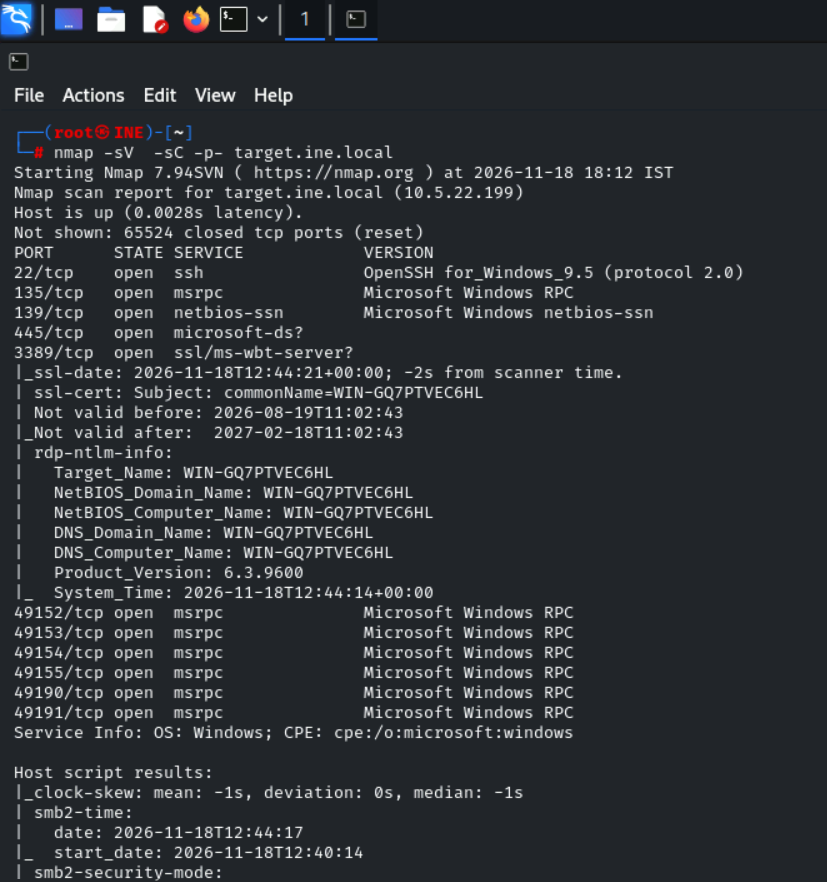 1
File Actions Edit View Help
┌──(root㉿INE)-[~]
└─# nmap -sV  -sC -p- target.ine.local
Starting Nmap 7.94SVN ( https://nmap.org ) at 2026-11-18 18:12 IST
Nmap scan report for target.ine.local (10.5.22.199)
Host is up (0.0028s latency).
Not shown: 65524 closed tcp ports (reset)
PORT      STATE SERVICE            VERSION
22/tcp    open  ssh                OpenSSH for_Windows_9.5 (protocol 2.0)
135/tcp   open  msrpc              Microsoft Windows RPC
139/tcp   open  netbios-ssn        Microsoft Windows netbios-ssn
445/tcp   open  microsoft-ds?
3389/tcp  open  ssl/ms-wbt-server?
|_ssl-date: 2026-11-18T12:44:21+00:00; -2s from scanner time.
| ssl-cert: Subject: commonName=WIN-GQ7PTVEC6HL
| Not valid before: 2026-08-19T11:02:43
|_Not valid after:  2027-02-18T11:02:43
| rdp-ntlm-info:
|   Target_Name: WIN-GQ7PTVEC6HL
|   NetBIOS_Domain_Name: WIN-GQ7PTVEC6HL
|   NetBIOS_Computer_Name: WIN-GQ7PTVEC6HL
|   DNS_Domain_Name: WIN-GQ7PTVEC6HL
|   DNS_Computer_Name: WIN-GQ7PTVEC6HL
|   Product_Version: 6.3.9600
|_  System_Time: 2026-11-18T12:44:14+00:00
49152/tcp open  msrpc              Microsoft Windows RPC
49153/tcp open  msrpc              Microsoft Windows RPC
49154/tcp open  msrpc              Microsoft Windows RPC
49155/tcp open  msrpc              Microsoft Windows RPC
49190/tcp open  msrpc              Microsoft Windows RPC
49191/tcp open  msrpc              Microsoft Windows RPC
Service Info: OS: Windows; CPE: cpe:/o:microsoft:windows

Host script results:
|_clock-skew: mean: -1s, deviation: 0s, median: -1s
| smb2-time:
|   date: 2026-11-18T12:44:17
|_  start_date: 2026-11-18T12:40:14
| smb2-security-mode: